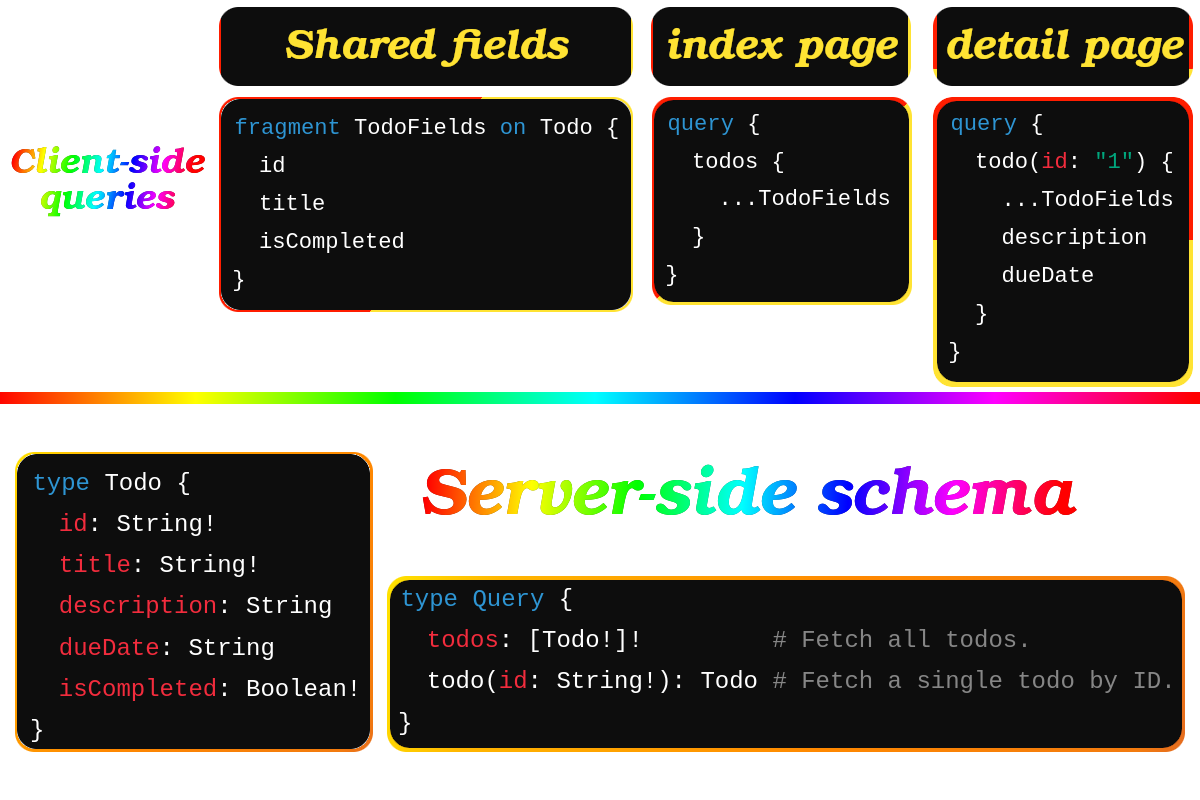 Shared fields
index page
detail page
Client-side
queries
fragment TodoFields on Todo {
id
title
isCompleted
}
query {
todos {
...TodoFields
}
}
query {
todo(id: "1") {
...TodoFields
description
dueDate
}
}
Server-side schema
type Todo {
id: String!
title: String!
description: String
dueDate: String
isCompleted: Boolean!
}
type Query {
todos: [Todo!]! # Fetch all todos.
todo(id: String!): Todo # Fetch a single todo by ID.
}